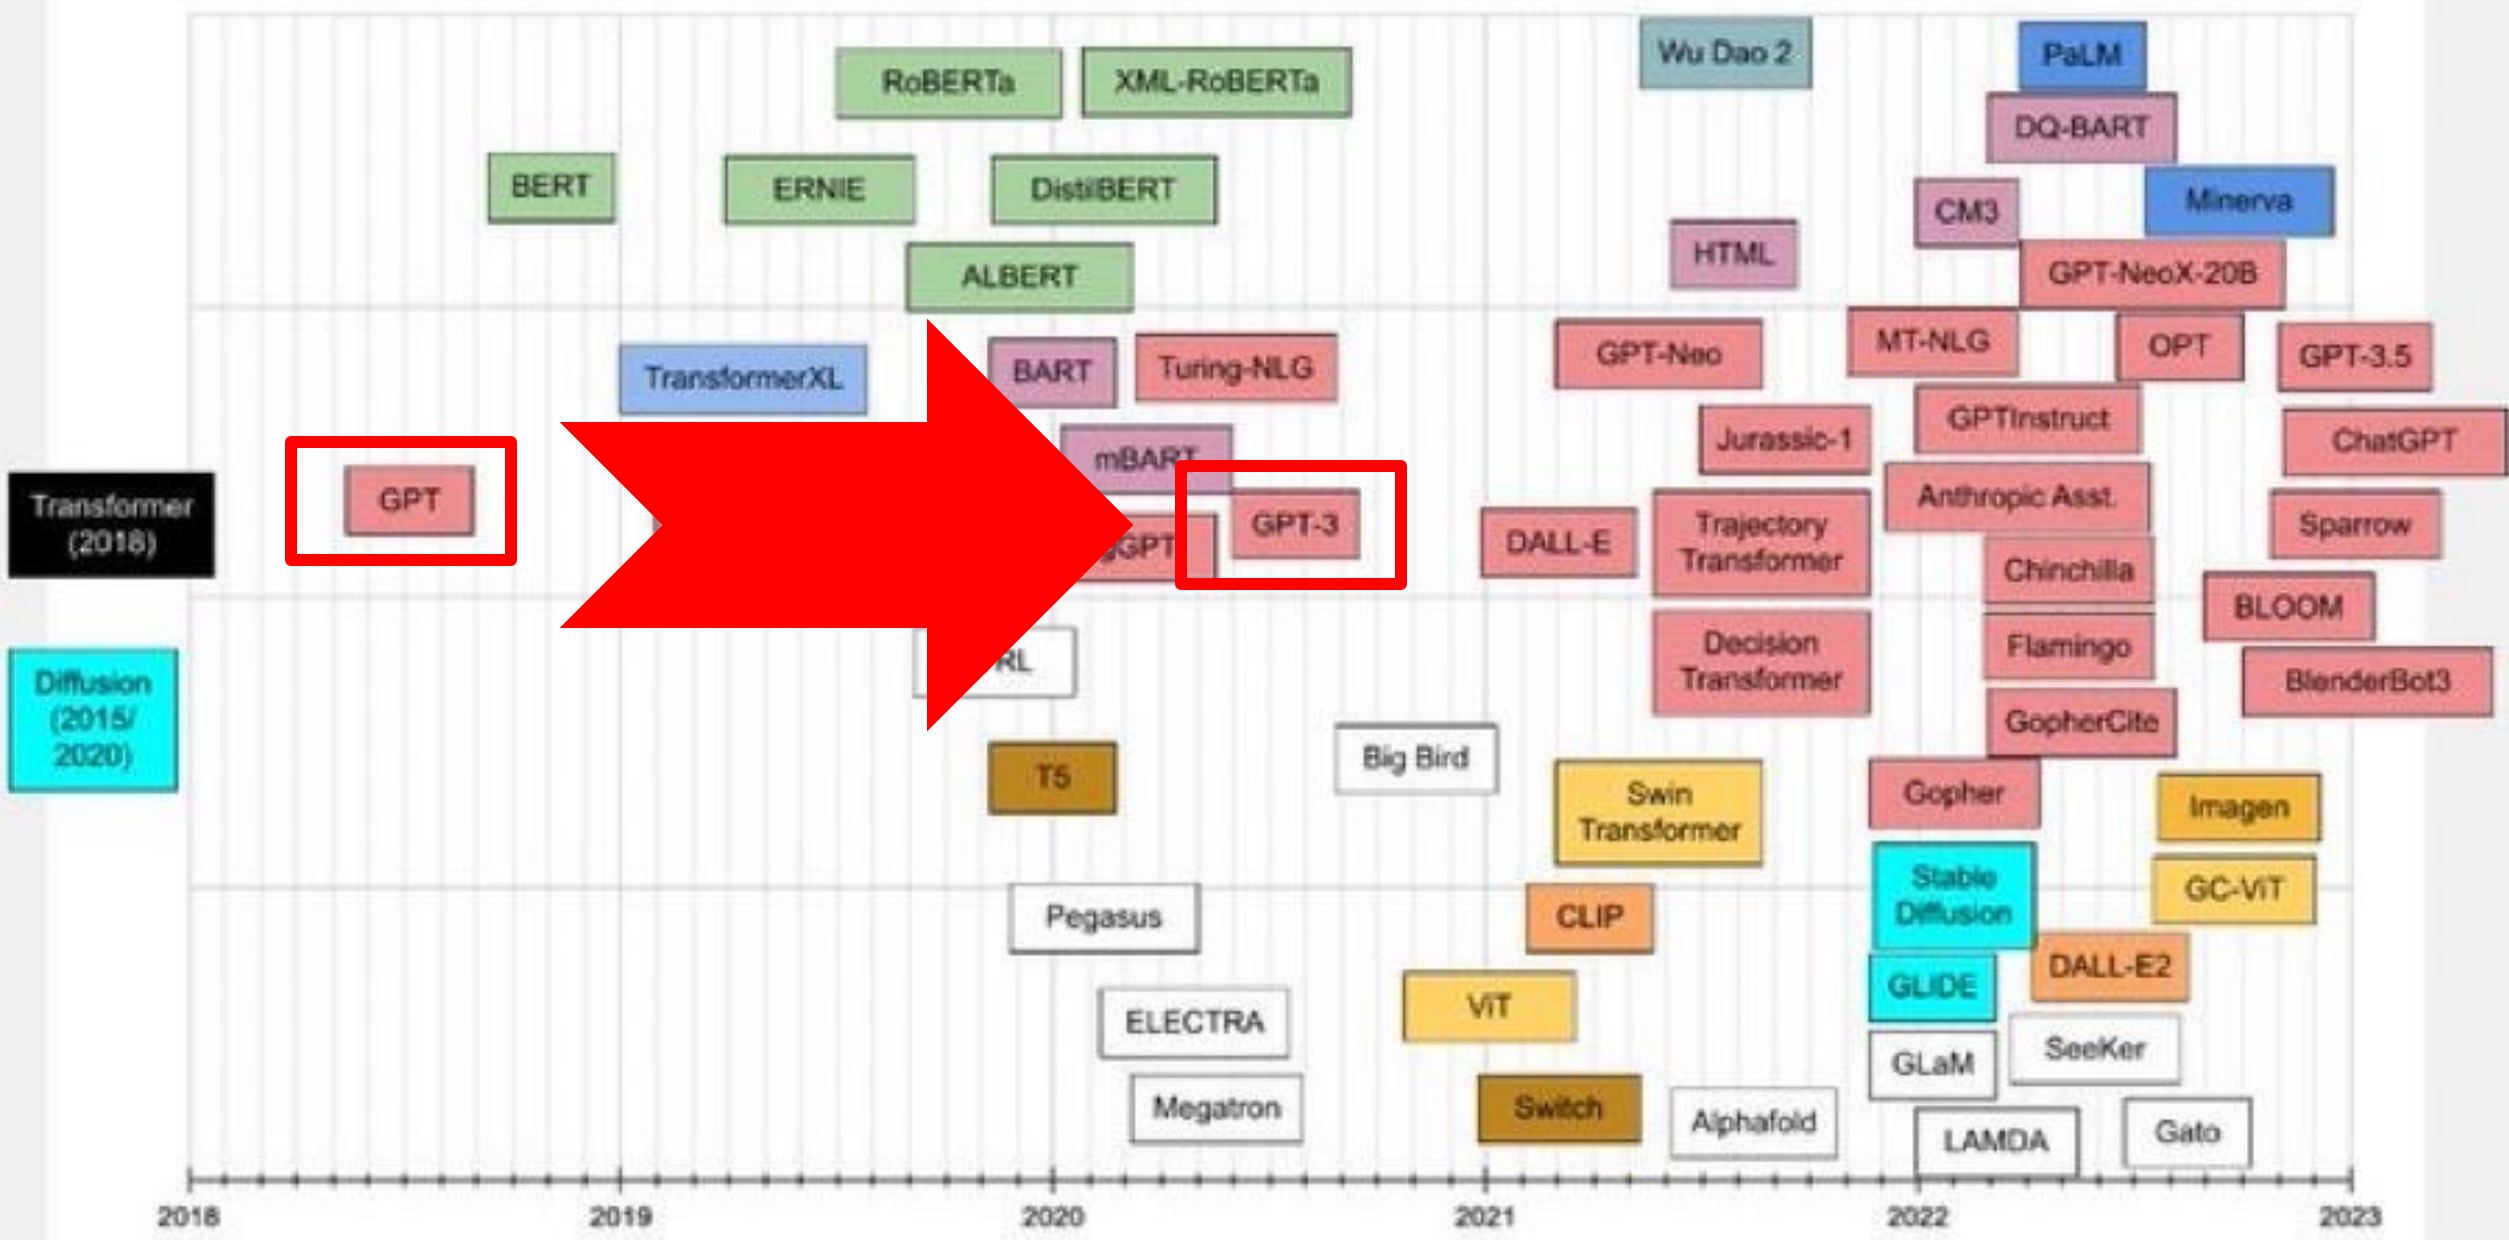 Wu Dao 2
PaLM
RoBERTa
XML-RoBERTa
DQ-BART
BERT
ERNIE
DistilBERT
CM3
Minerva
HTML
ALBERT
GPT-NeoX-20B
TransformerXL
BART
Turing-NLG
GPT-Neo
MT-NLG
OPT
GPT-3.5
mBART
Jurassic-1
GPTInstruct
ChatGPT
Transformer
(2018)
GPT
GPT
GPT-3
DALL-E
Trajectory
Transformer
Anthropic Asst.
Sparrow
Chinchilla
BLOOM
Diffusion
(2015/
2020)
RL
Decision
Transformer
Flamingo
BlenderBot3
GopherCite
T5
Big Bird
Swin
Transformer
Gopher
Imagen
Pegasus
CLIP
Stable
Diffusion
GC-ViT
ELECTRA
ViT
GLIDE
DALL-E2
GLaM
SeeKer
Megatron
Switch
Alphafold
LAMDA
Gato
2018
2019
2020
2021
2022
2023